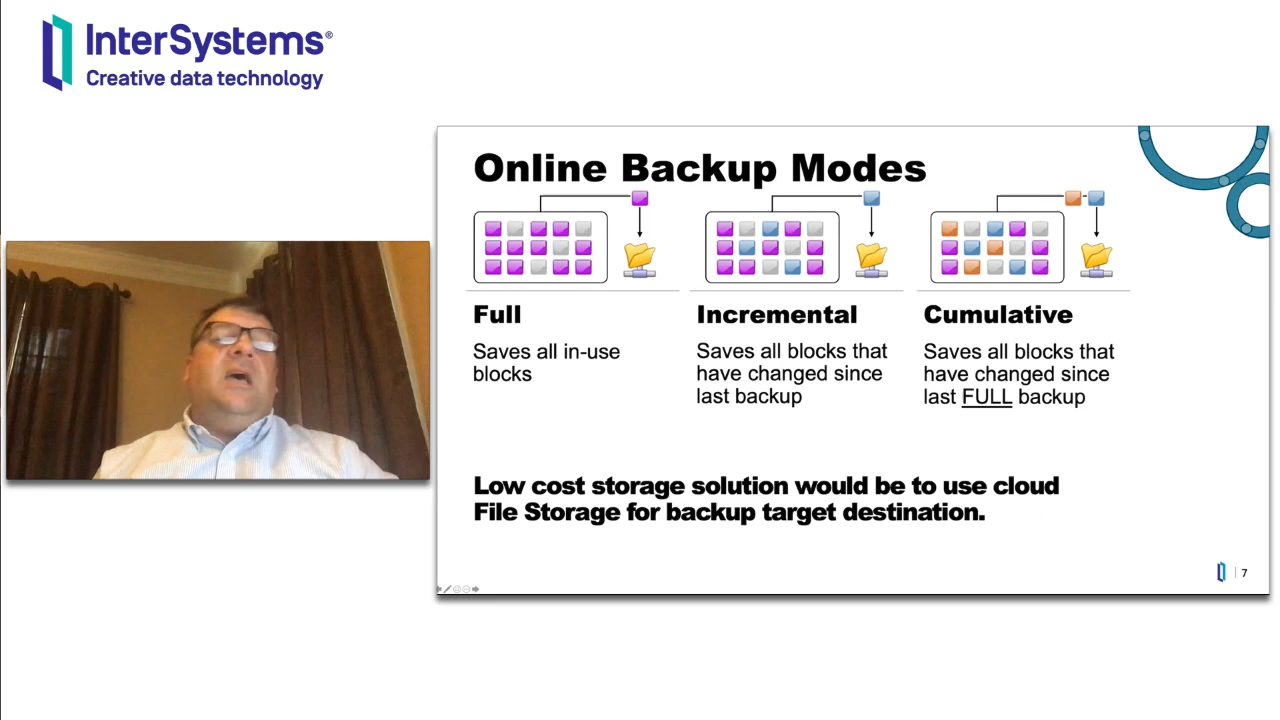 InterSystems®
Creative data technology
Online Backup Modes
Full
Saves all in-use
blocks
Incremental
Saves all blocks that
have changed since
last backup
Cumulative
Saves all blocks that
have changed since
last FULL backup
Low cost storage solution would be to use cloud
File Storage for backup target destination.
7